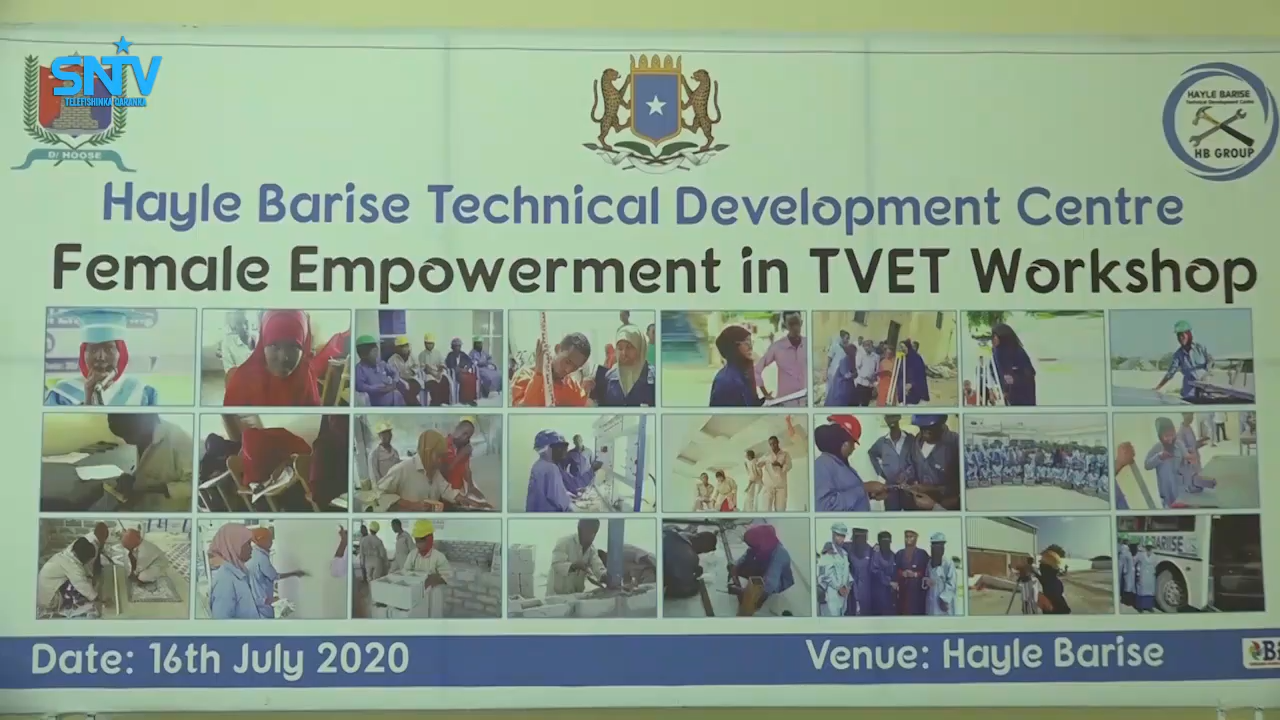 SNTV
TELEFISHINKA QARANKA
D/HOOSE
HAYLE BARISE
Technical Development Centre
HB GROUP
Hayle Barise Technical Development Centre
Female Empowerment in TVET Workshop
Date: 16th July 2020
Venue: Hayle Barise